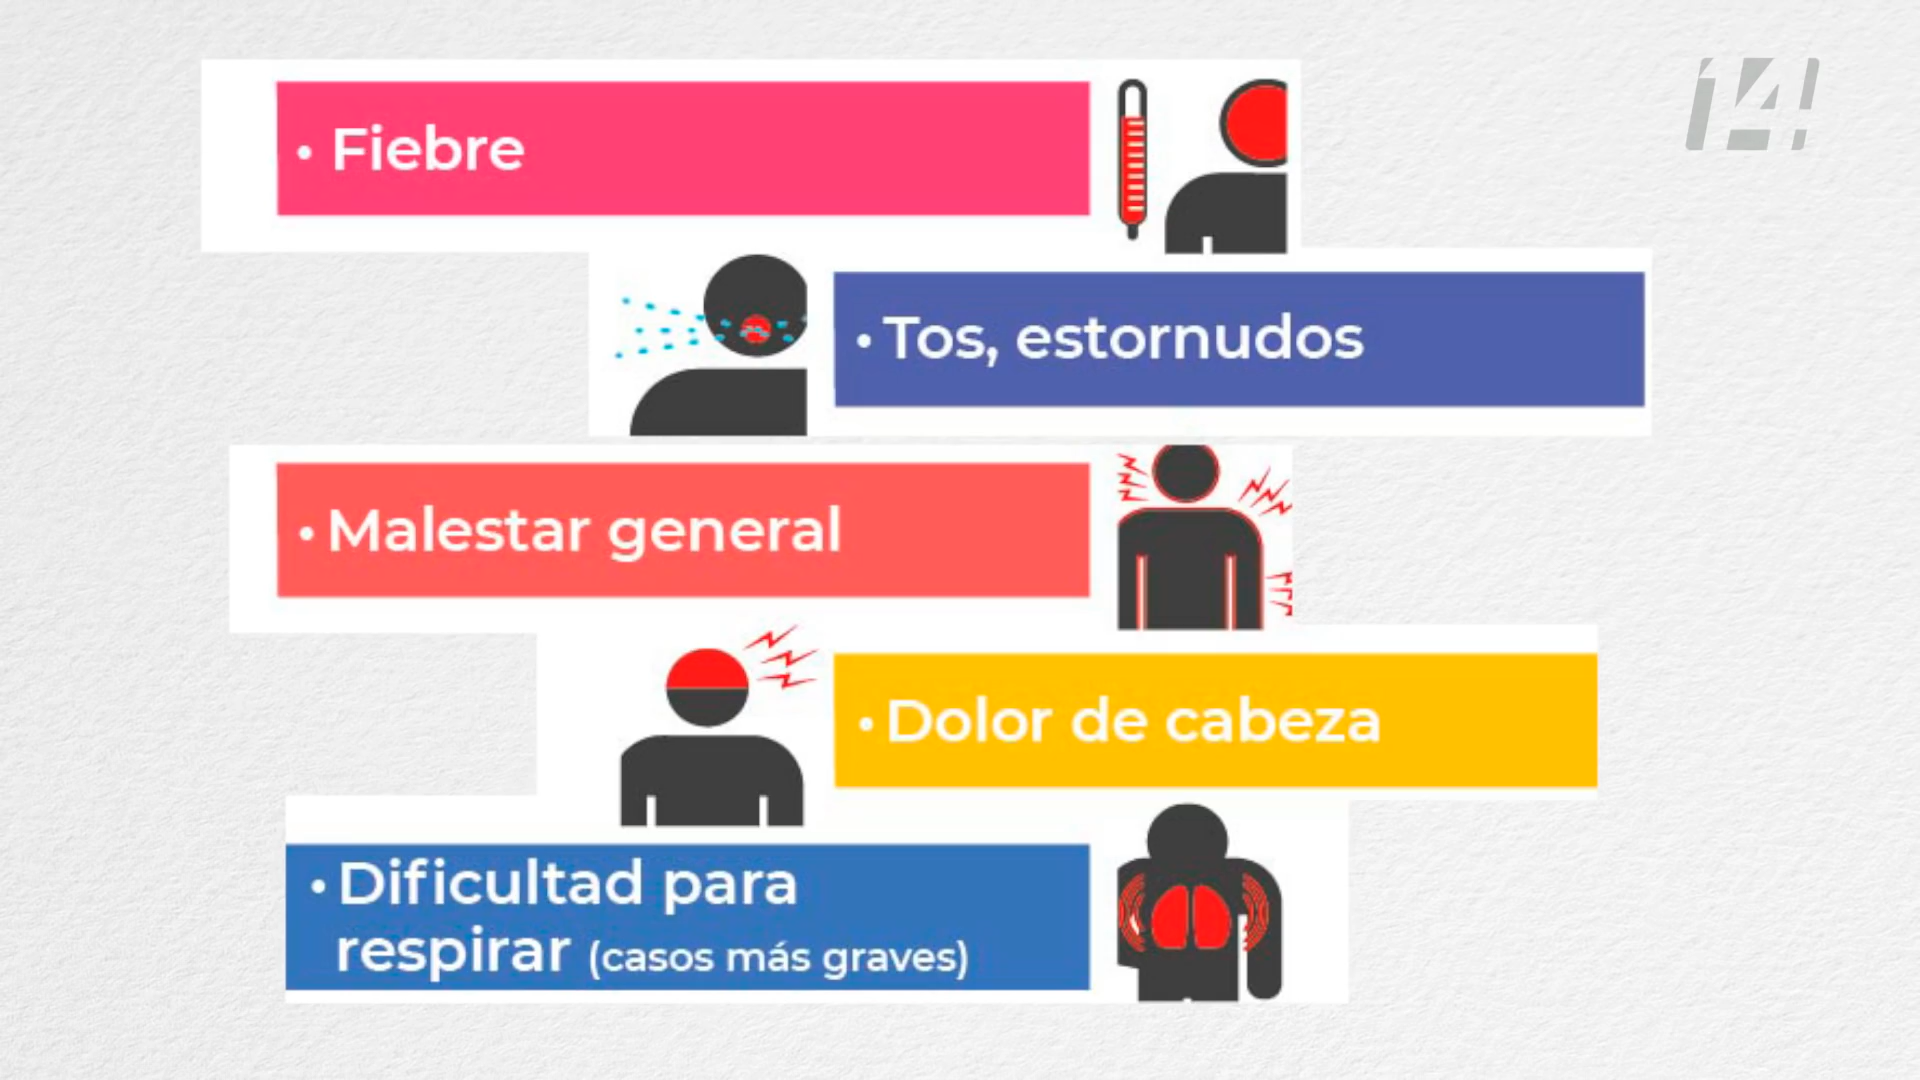 14!
• Fiebre
• Tos, estornudos
• Malestar general
• Dolor de cabeza
• Dificultad para
respirar (casos más graves)